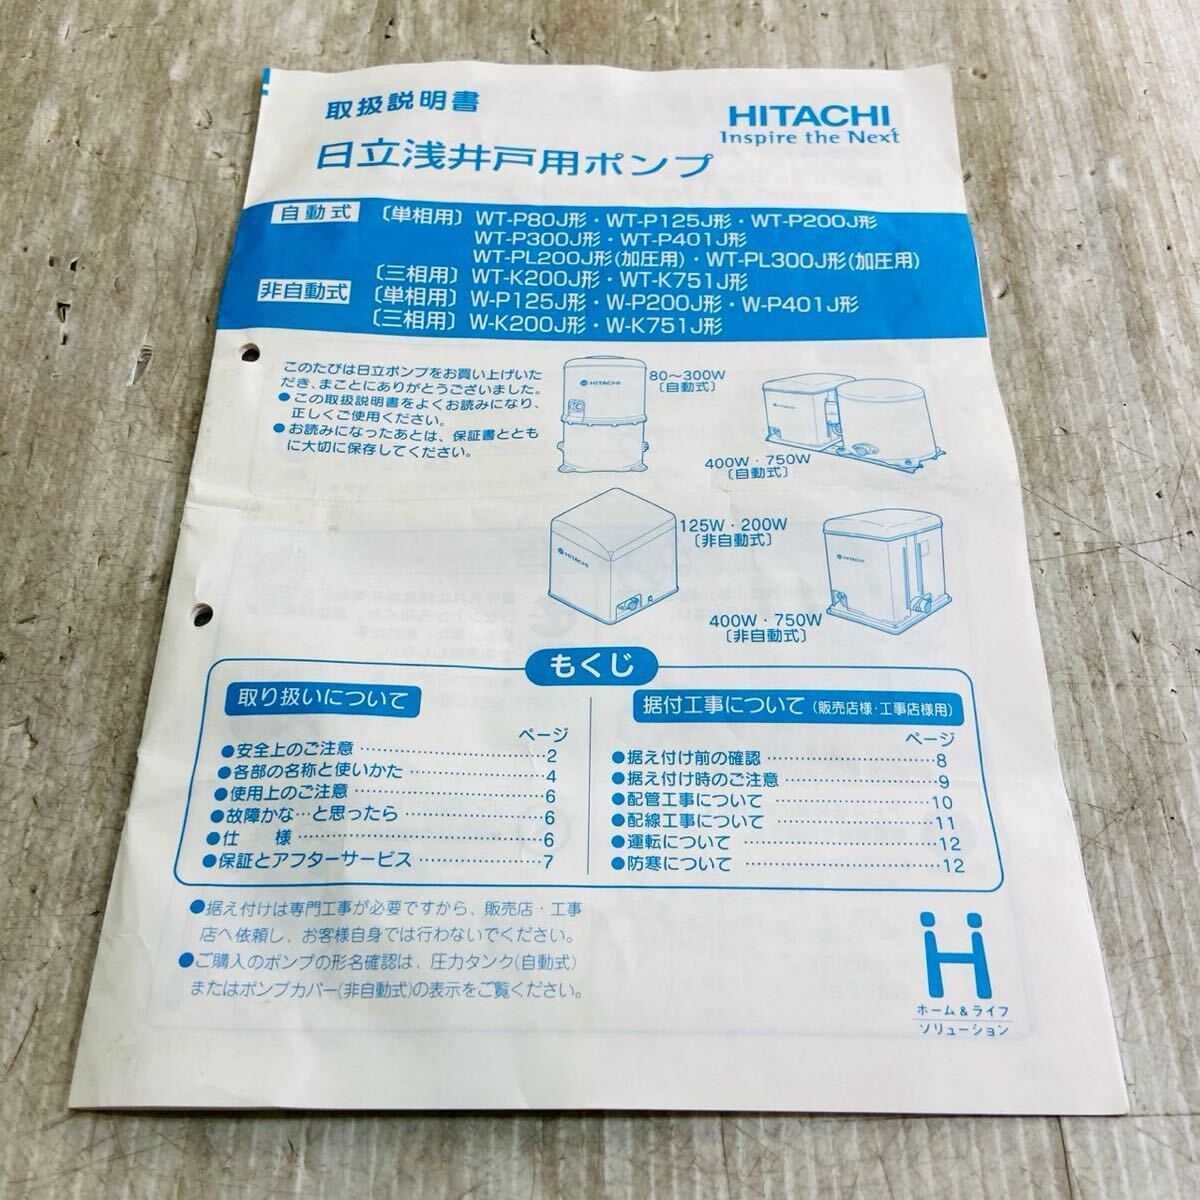 取扱説明書
HITACHI
Inspire the Next
日立浅井戸用ポンプ
自動式 〔単相用〕 WT-P80J形・WT-P125J形・WT-P200J形
WT-P300J形・WT-P401J形
WT-PL200J形(加圧用)・WT-PL300J形(加圧用)
〔三相用〕 WT-K200J形・WT-K751J形
非自動式 〔単相用〕 W-P125J形・W-P200J形・W-P401J形
〔三相用〕 W-K200J形・W-K751J形
このたびは日立ポンプをお買い上げいた
だき、まことにありがとうございました。
●この取扱説明書をよくお読みになり、
正しくご使用ください。
●お読みになったあとは、保証書ととも
に大切に保存してください。
HITACHI
80～300W
〔自動式〕
HITACHI
400W・750W
〔自動式〕
HITACHI
125W・200W
〔非自動式〕
HITACHI
400W・750W
〔非自動式〕
もくじ
取り扱いについて
ページ
●安全上のご注意 …………………… 2
●各部の名称と使いかた …………… 4
●使用上のご注意 …………………… 6
●故障かな…と思ったら …………… 6
●仕　様 ……………………………… 6
●保証とアフターサービス ………… 7
据付工事について（販売店様・工事店様用）
ページ
●据え付け前の確認 ………………… 8
●据え付け時のご注意 ……………… 9
●配管工事について ………………… 10
●配線工事について ………………… 11
●運転について ……………………… 12
●防寒について ……………………… 12
●据え付けは専門工事が必要ですから、販売店・工事
店へ依頼し、お客様自身では行わないでください。
●ご購入のポンプの形名確認は、圧力タンク(自動式)
またはポンプカバー(非自動式)の表示をご覧ください。
ホーム＆ライフ
ソリューション